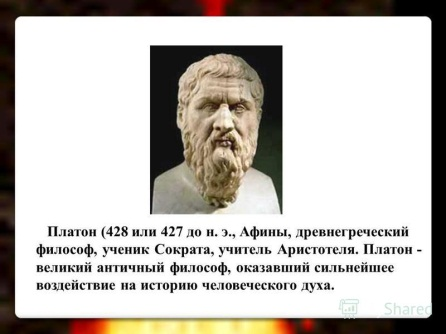 Платон (428 или 427 до н. э., Афины, древнегреческий
философ, ученик Сократа, учитель Аристотеля. Платон -
великий античный философ, оказавший сильнейшее
воздействие на историю человеческого духа.
Shared